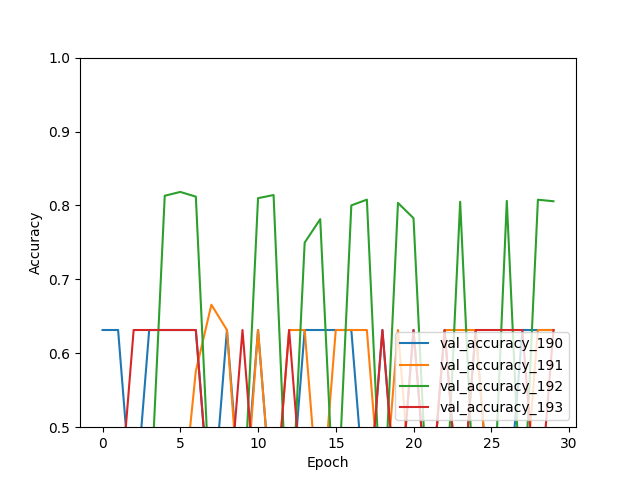 1.0
0.9
0.8
0.7
0.6
0.5
Accuracy
0
5
10
15
20
25
30
Epoch
val_accuracy_190
val_accuracy_191
val_accuracy_192
val_accuracy_193